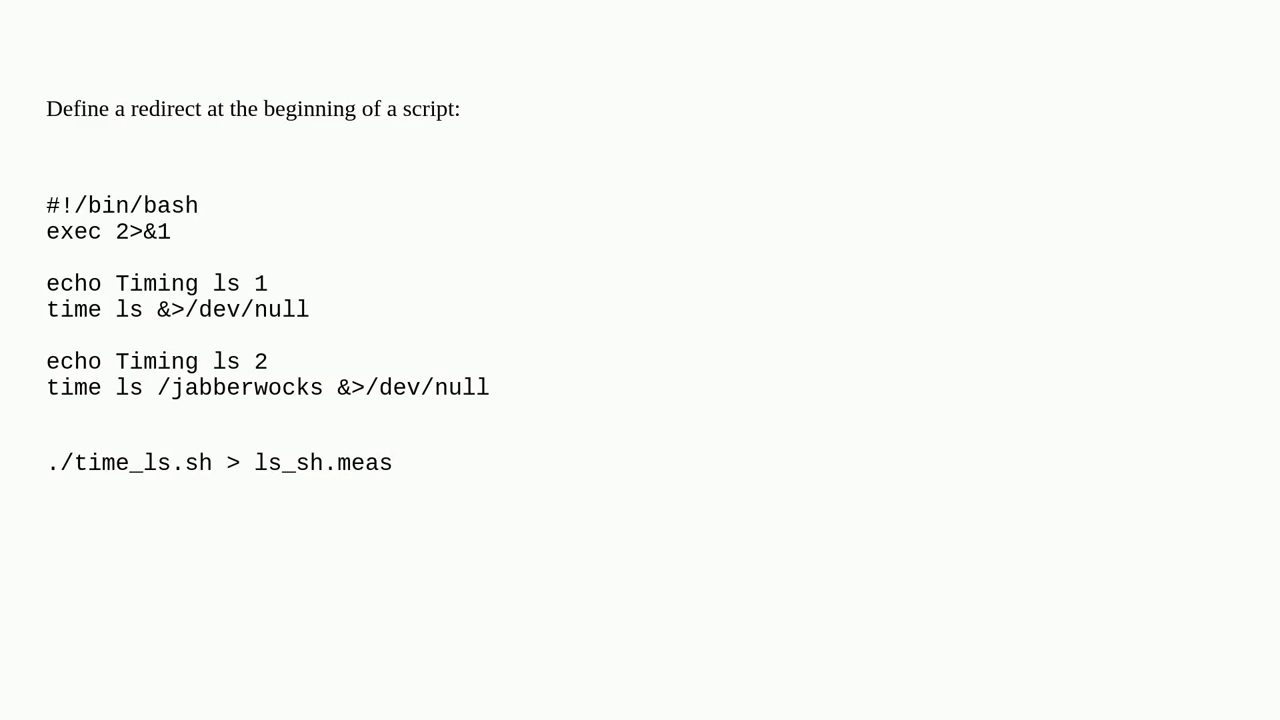 Define a redirect at the beginning of a script:
#!/bin/bash
exec 2>&1
echo Timing ls 1
time ls &>/dev/null
echo Timing ls 2
time ls /jabberwocks &>/dev/null
./time_ls.sh > ls_sh.meas